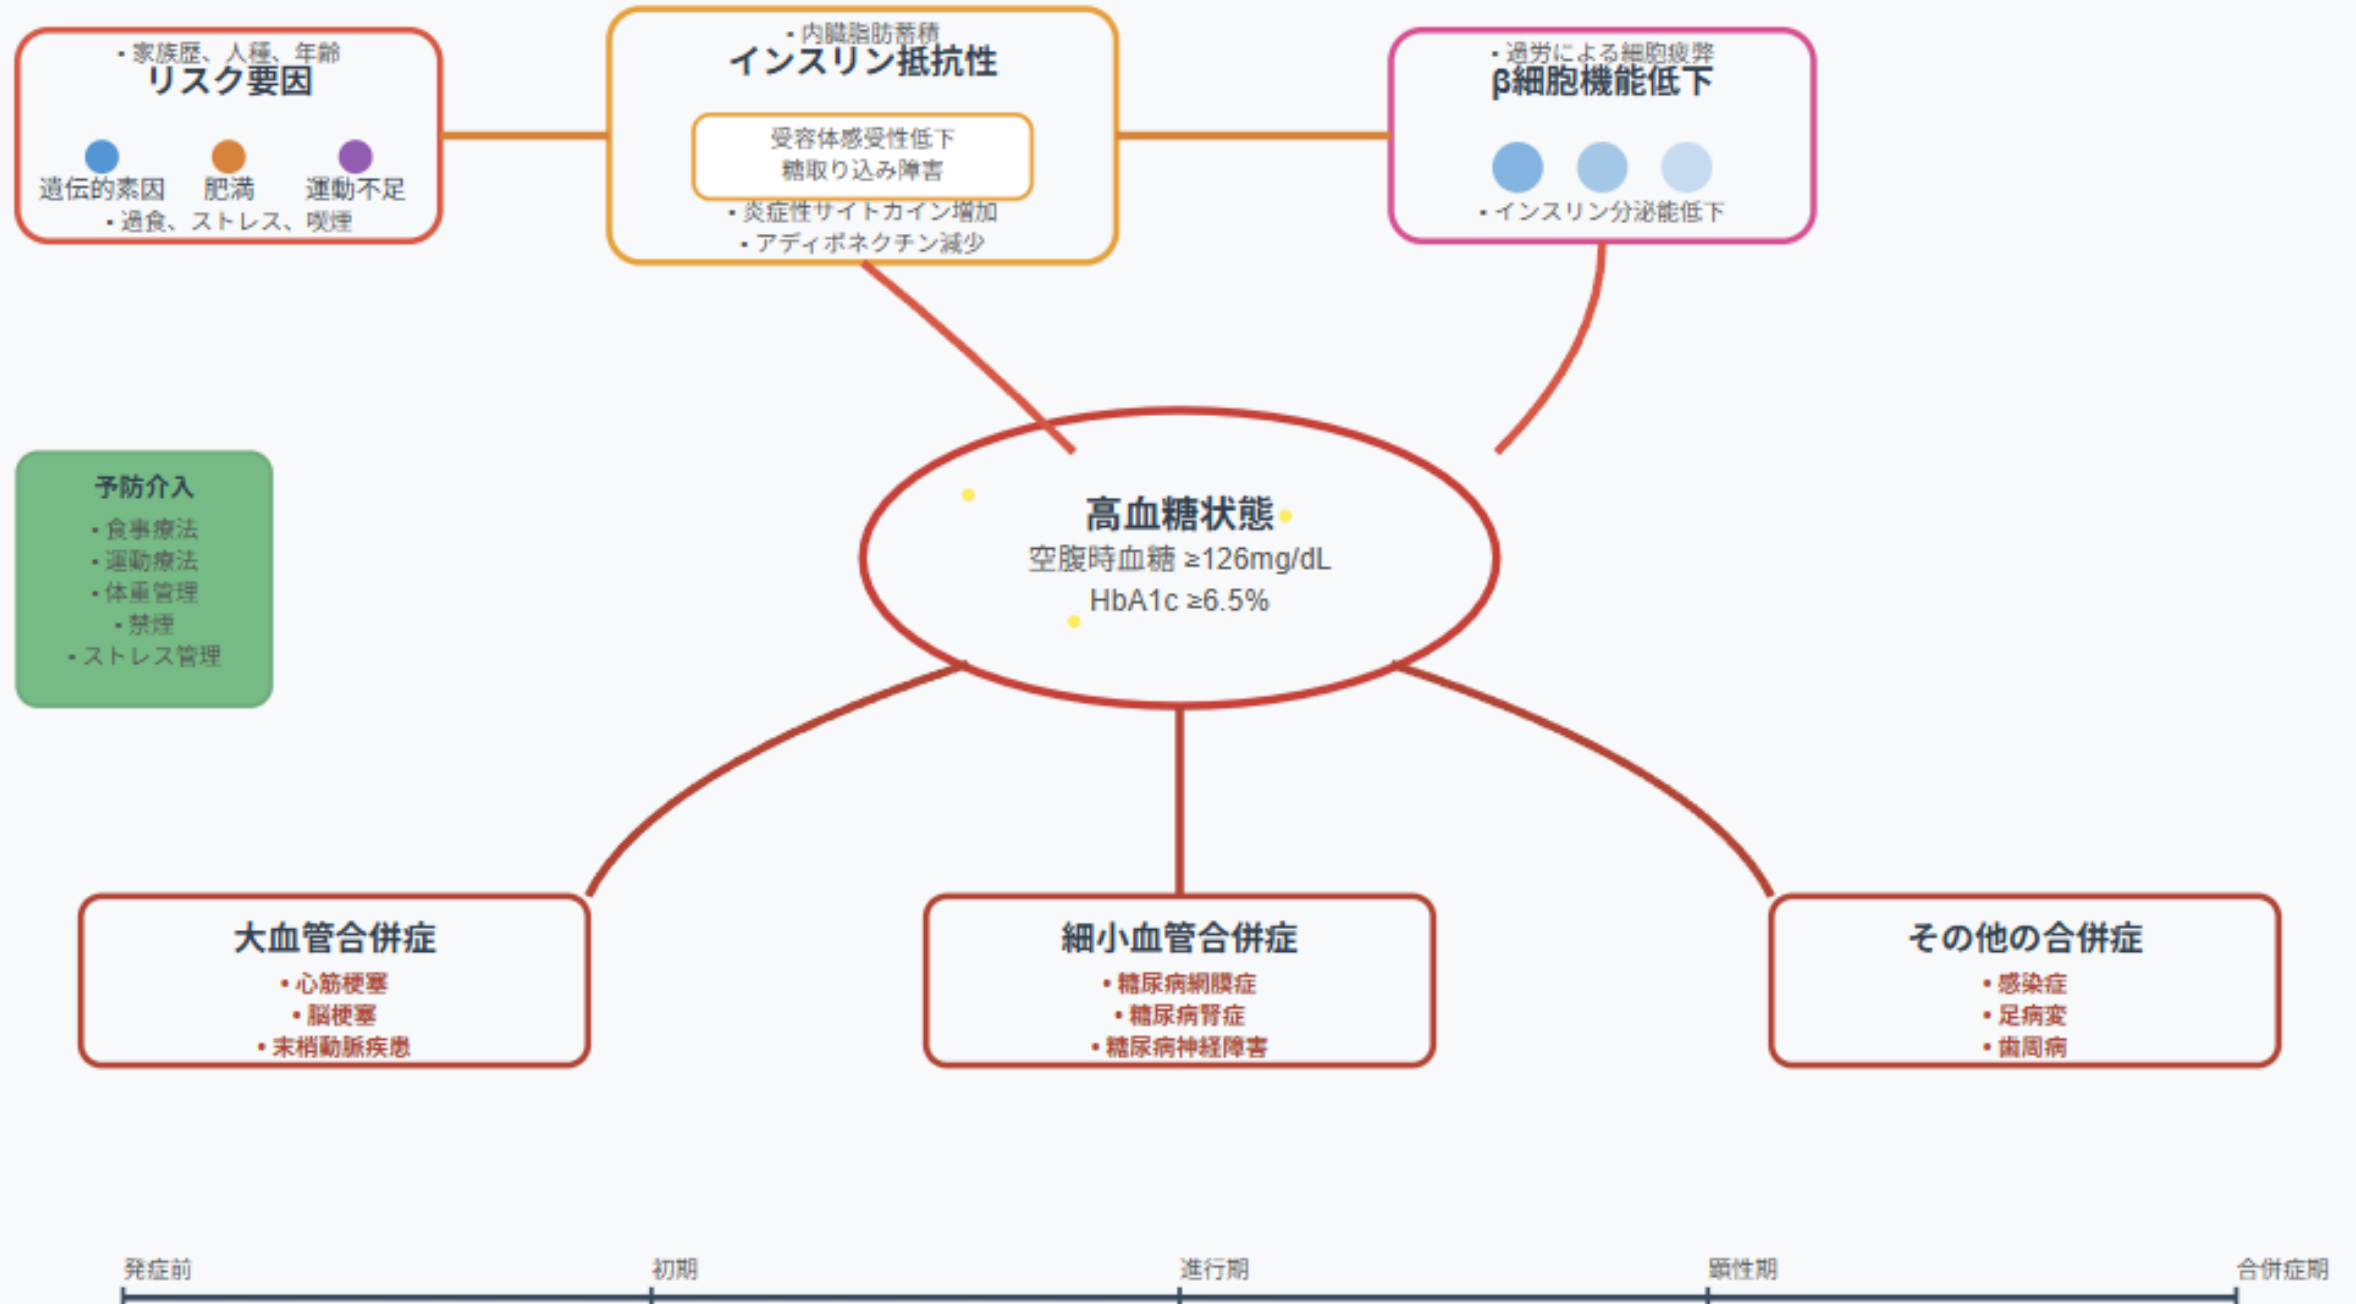 ▪ 家族歴、人種、年齢
リスク要因
遺伝的素因
肥満
運動不足
▪ 過食、ストレス、喫煙
▪ 内臓脂肪蓄積
インスリン抵抗性
受容体感受性低下
糖取り込み障害
▪ 炎症性サイトカイン増加
▪ アディポネクチン減少
▪ 過労による細胞疲弊
β細胞機能低下
▪ インスリン分泌能低下
予防介入
▪ 食事療法
▪ 運動療法
▪ 体重管理
▪ 禁煙
▪ ストレス管理
高血糖状態
空腹時血糖 ≥126mg/dL
HbA1c ≥6.5%
大血管合併症
• 心筋梗塞
• 脳梗塞
• 末梢動脈疾患
細小血管合併症
• 糖尿病網膜症
• 糖尿病腎症
• 糖尿病神経障害
その他の合併症
• 感染症
• 足病変
• 歯周病
発症前
初期
進行期
顕性期
合併症期